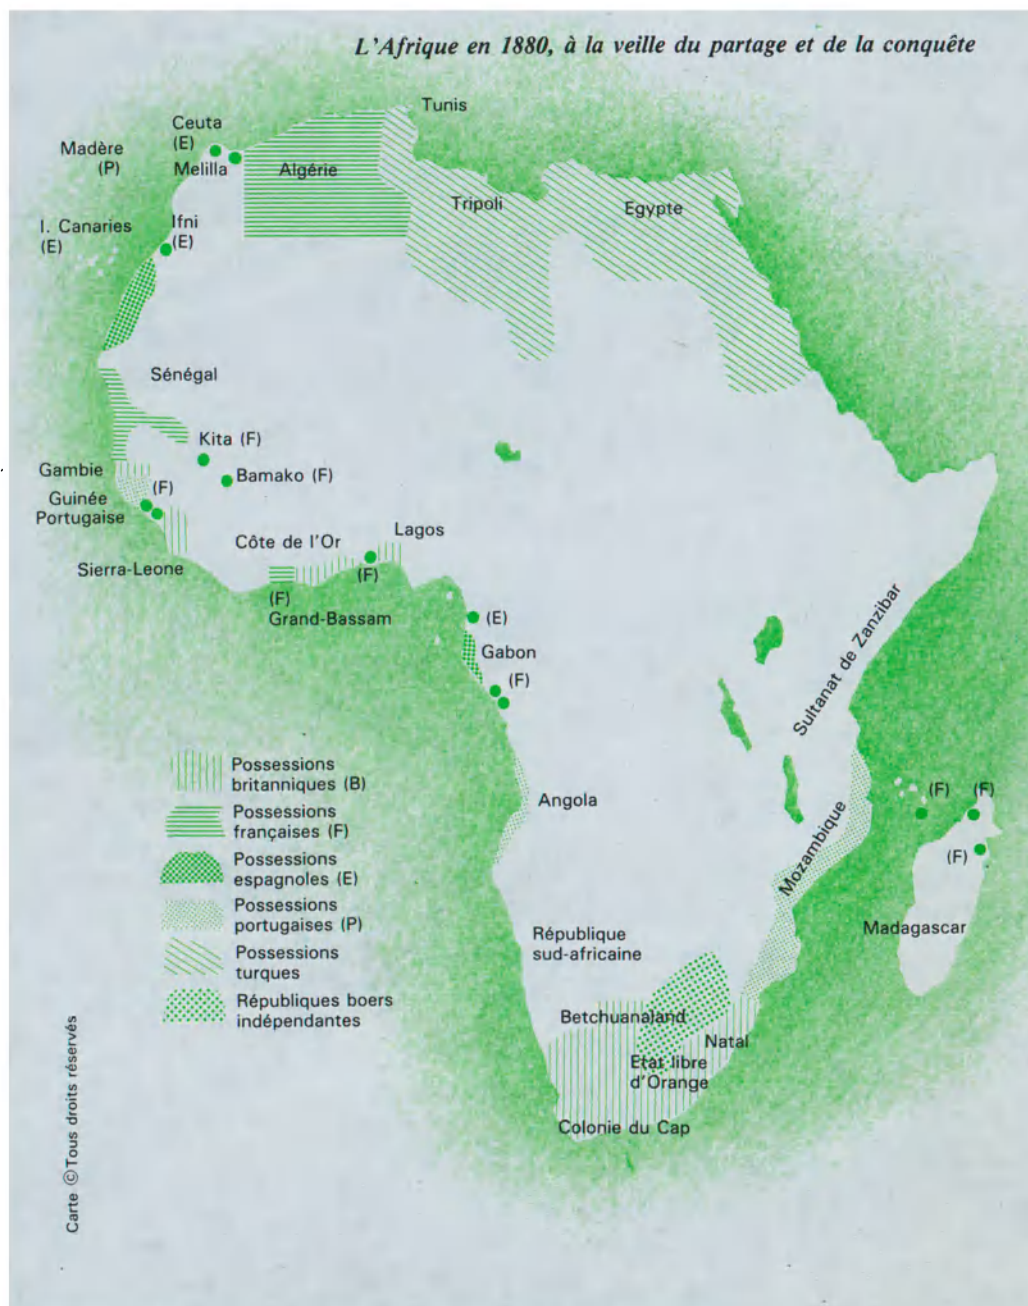 L'Afrique en 1880, à la veille du partage et de la conquête
Tunis
Ceuta
(E)
Madère
(P)
Melilla
Algérie
Tripoli
Egypte
I. Canaries
(E)
Ifni
(E)
Sénégal
Kita (F)
Bamako (F)
Gambie
(F)
Guinée
Portugaise
Sierra-Leone
Côte de l'Or
Lagos
(F)
(F)
Grand-Bassam
(E)
Gabon
(F)
Sultanat de Zanzibar
Angola
Mozambique
(F)
(F)
(F)
Madagascar
République
sud-africaine
Betchuanaland
Natal
Etat libre
d'Orange
Colonie du Cap
Possessions
britanniques (B)
Possessions
françaises (F)
Possessions
espagnoles (E)
Possessions
portugaises (P)
Possessions
turques
Républiques boers
indépendantes
Carte ©Tous droits réservés